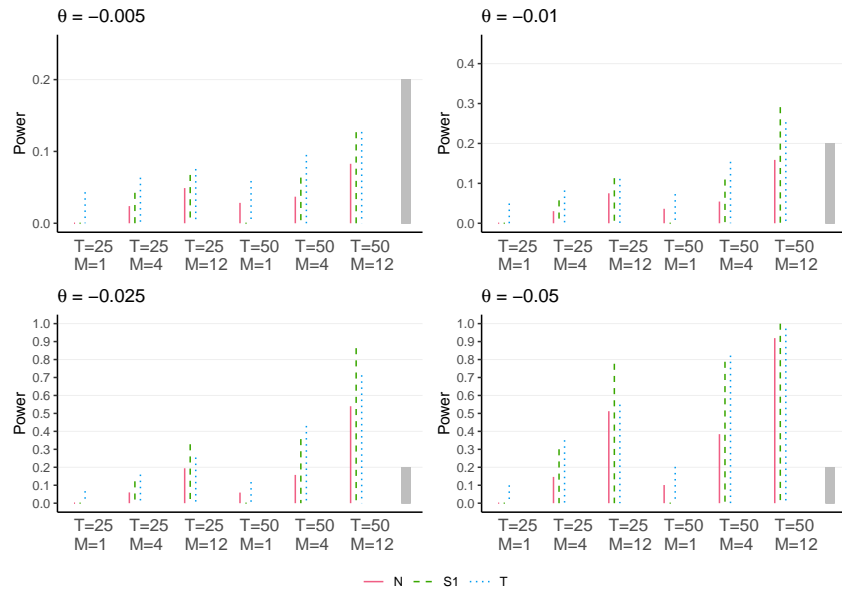 θ = −0.005
Power
0.2
0.1
0.0
T=25 T=25 T=25 T=50 T=50 T=50
M=1 M=4 M=12 M=1 M=4 M=12
θ = −0.01
Power
0.4
0.3
0.2
0.1
0.0
T=25 T=25 T=25 T=50 T=50 T=50
M=1 M=4 M=12 M=1 M=4 M=12
θ = −0.025
Power
1.0
0.9
0.8
0.7
0.6
0.5
0.4
0.3
0.2
0.1
0.0
T=25 T=25 T=25 T=50 T=50 T=50
M=1 M=4 M=12 M=1 M=4 M=12
θ = −0.05
Power
1.0
0.9
0.8
0.7
0.6
0.5
0.4
0.3
0.2
0.1
0.0
T=25 T=25 T=25 T=50 T=50 T=50
M=1 M=4 M=12 M=1 M=4 M=12
N S1 T